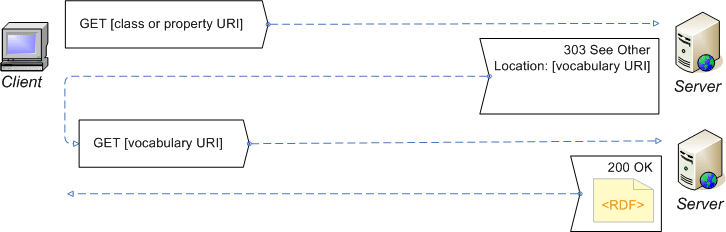 GET [class or property URI]
303 See Other
Location: [vocabulary URI]
Client
Server
GET [vocabulary URI]
200 OK
<RDF>
Server